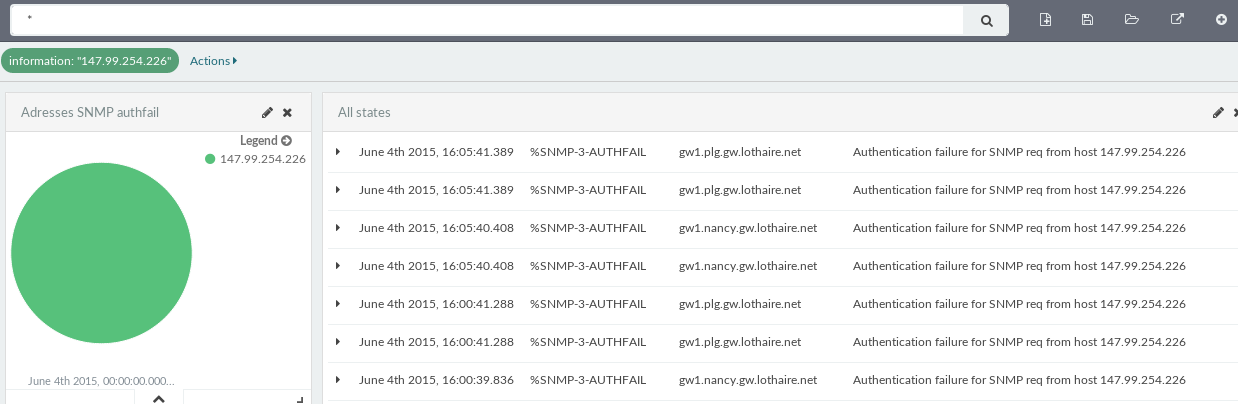 *
information: "147.99.254.226" Actions
Adresses SNMP authfail
Legend
147.99.254.226
June 4th 2015, 00:00:00.000...
All states
June 4th 2015, 16:05:41.389 %SNMP-3-AUTHFAIL gw1.plg.gw.lothaire.net Authentication failure for SNMP req from host 147.99.254.226
June 4th 2015, 16:05:41.389 %SNMP-3-AUTHFAIL gw1.plg.gw.lothaire.net Authentication failure for SNMP req from host 147.99.254.226
June 4th 2015, 16:05:40.408 %SNMP-3-AUTHFAIL gw1.nancy.gw.lothaire.net Authentication failure for SNMP req from host 147.99.254.226
June 4th 2015, 16:05:40.408 %SNMP-3-AUTHFAIL gw1.nancy.gw.lothaire.net Authentication failure for SNMP req from host 147.99.254.226
June 4th 2015, 16:00:41.288 %SNMP-3-AUTHFAIL gw1.plg.gw.lothaire.net Authentication failure for SNMP req from host 147.99.254.226
June 4th 2015, 16:00:41.288 %SNMP-3-AUTHFAIL gw1.plg.gw.lothaire.net Authentication failure for SNMP req from host 147.99.254.226
June 4th 2015, 16:00:39.836 %SNMP-3-AUTHFAIL gw1.nancy.gw.lothaire.net Authentication failure for SNMP req from host 147.99.254.226